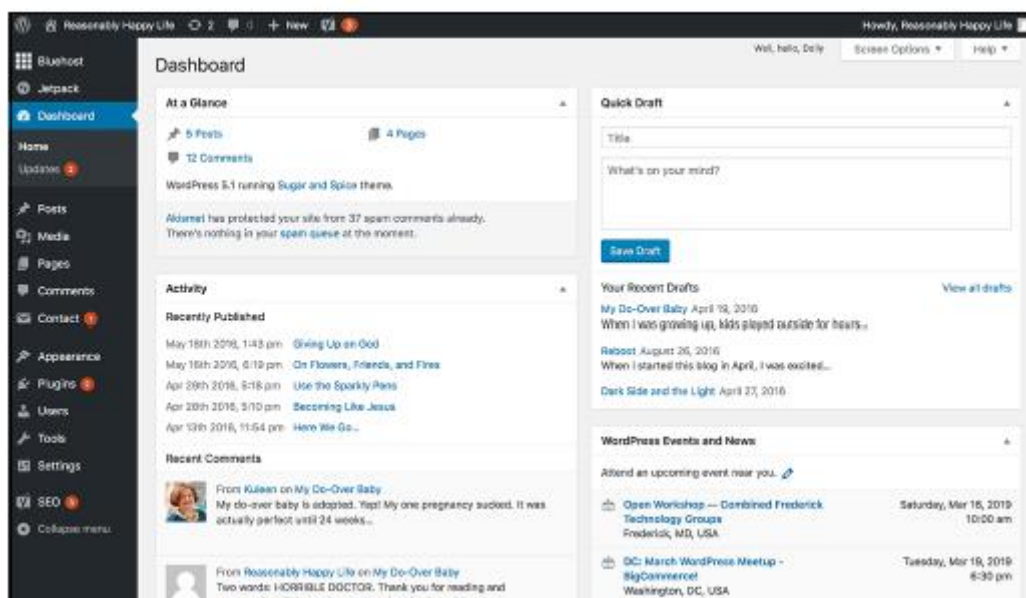 Reasonably Happy Life 2 0 + New 3
Howdy, Reasonably Happy Life
Bluehost
Jetpack
Dashboard
Home
Updates 2
Posts
Media
Pages
Comments
Contact 1
Appearance
Plugins 2
Users
Tools
Settings
SEO 3
Collapse menu
Well, hello, Dolly
Screen Options
Help
Dashboard
At a Glance
5 Posts
4 Pages
12 Comments
WordPress 5.1 running Sugar and Spice theme.
Akismet has protected your site from 37 spam comments already.
There's nothing in your spam queue at the moment.
Activity
Recently Published
May 18th 2016, 1:43 pm Giving Up on God
May 16th 2016, 6:19 pm On Flowers, Friends, and Fires
Apr 28th 2016, 5:18 pm Use the Sparkly Pens
Apr 28th 2016, 5:10 pm Becoming Like Jesus
Apr 13th 2016, 11:54 pm Here We Go...
Recent Comments
From Kuleen on My Do-Over Baby
My do-over baby is adopted. Yep! My one pregnancy sucked. It was
actually perfect until 24 weeks...
From Reasonably Happy Life on My Do-Over Baby
Two words: HORRIBLE DOCTOR. Thank you for reading and
Quick Draft
Title
What's on your mind?
Save Draft
Your Recent Drafts
View all drafts
My Do-Over Baby April 19, 2016
When I was growing up, kids played outside for hours...
Reboot August 26, 2016
When I started this blog in April, I was excited...
Dark Side and the Light April 27, 2016
WordPress Events and News
Attend an upcoming event near you.
Open Workshop — Combined Frederick
Technology Groups
Frederick, MD, USA
Saturday, Mar 16, 2019
10:00 am
DC: March WordPress Meetup -
BigCommerce!
Washington, DC, USA
Tuesday, Mar 19, 2019
6:30 pm